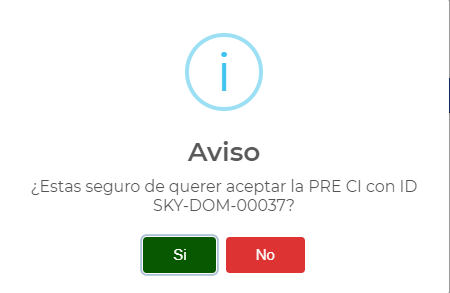 Aviso
¿Estas seguro de querer aceptar la PRE CI con ID
SKY-DOM-00037?
Si
No